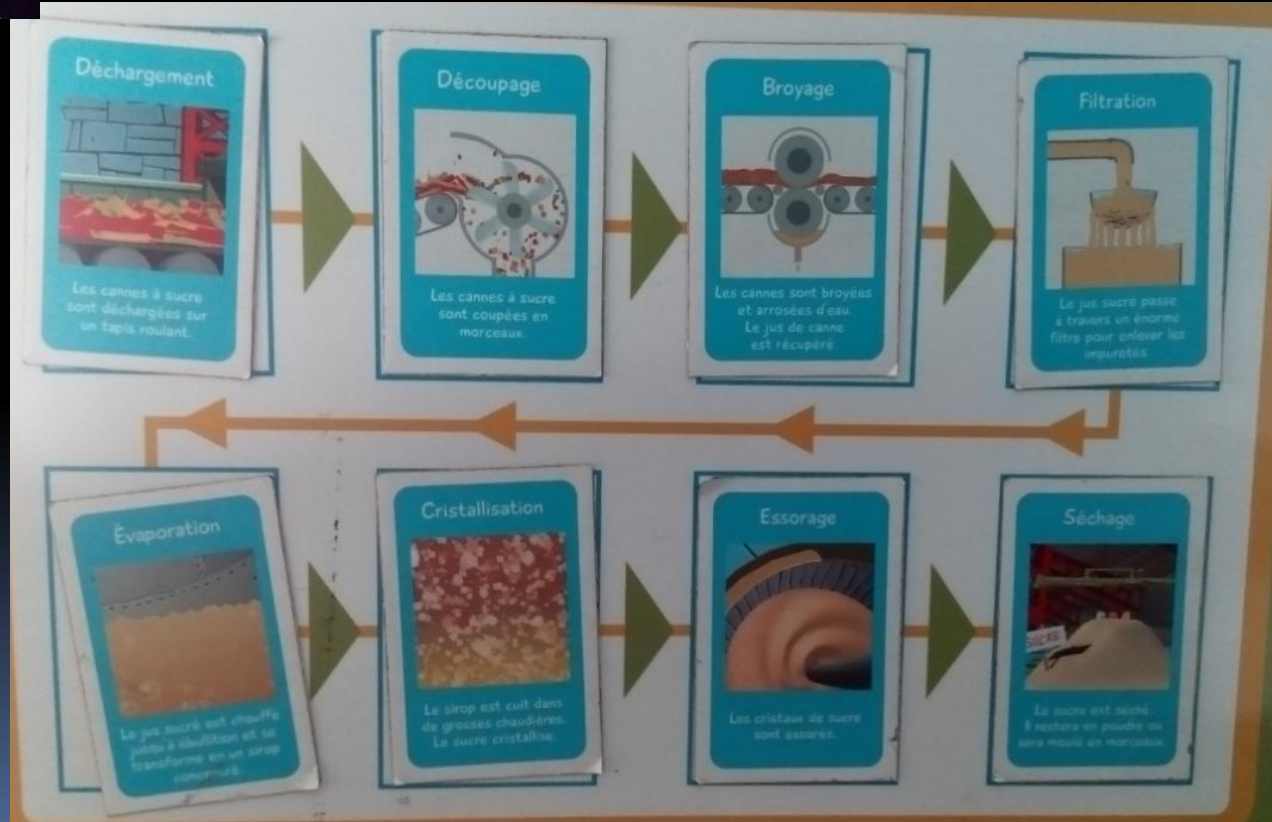 Déchargement
Les cannes à sucre
sont déchargées sur
un tapis roulant.
Découpage
Les cannes à sucre
sont coupées en
morceaux.
Broyage
Les cannes sont broyées
et arrosées d'eau.
Le jus de canne
est récupéré.
Filtration
Le jus sucré passe
à travers un énorme
filtre pour enlever les
impuretés.
Évaporation
Le jus sucré est chauffé
jusqu'à ébullition et se
transforme en un sirop
concentré.
Cristallisation
Le sirop est cuit dans
de grosses chaudières.
Le sucre cristallise.
Essorage
Les cristaux de sucre
sont essorés.
Séchage
SUCRE
Le sucre est séché.
Il restera en poudre ou
sera moulé en morceaux.